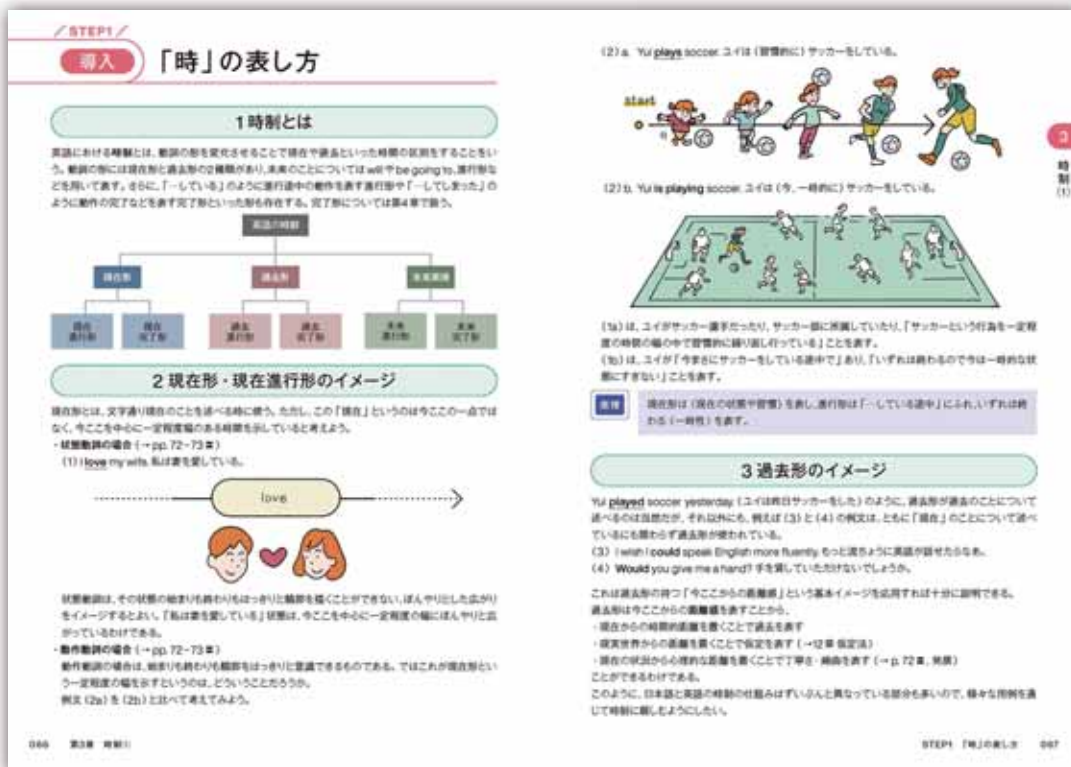 STEP1
導入
「時」の表し方
1 時制とは
英語における時制とは、動詞の形を変化させることで現在や過去といった時間の区別をすることをい
う。動詞の形には現在形と過去形の2種類があり、未来のことについては will や be going to、進行形な
どを用いて表す。さらに、「…している」のように進行途中の動作を表す進行形や「…してしまった」の
ように動作の完了などを表す完了形といった形も存在する。完了形については第4章で扱う。
英語の時制
現在形
過去形
未来表現
現在
進行形
現在
完了形
過去
進行形
過去
完了形
未来
進行形
未来
完了形
2 現在形・現在進行形のイメージ
現在形とは、文字通り現在のことを述べる時に使う。ただし、この「現在」というのは今ここの一点では
なく、今ここを中心に一定程度幅のある時間を示していると考えよう。
・状態動詞の場合(→pp. 72-73 )
(1) I love my wife. 私は妻を愛している。
love
状態動詞は、その状態の始まりも終わりもはっきりと輪郭を描くことができない、ぼんやりとした広がり
をイメージするとよい。「私は妻を愛している」状態は、今ここを中心に一定程度の幅にぼんやりと広
がっているわけである。
・動作動詞の場合(→pp. 72-73 )
動作動詞の場合は、始まりも終わりも輪郭をはっきりと意識できるものである。ではこれが現在形とい
う一定程度の幅を示すというのは、どういうことだろうか。
例文 (2a) を (2b) と比べて考えてみよう。
066 第3章 時制(1)
(2) a. Yui plays soccer. ユイは(習慣的に)サッカーをしている。
start
(2) b. Yui is playing soccer. ユイは(今、一時的に)サッカーをしている。
(1a) は、ユイがサッカー選手だったり、サッカー部に所属していたり、「サッカーという行為を一定程
度の時間の幅の中で習慣的に繰り返し行っている」ことを表す。
(1b) は、ユイが「今まさにサッカーをしている途中で」あり、「いずれは終わるので今は一時的な状
態にすぎない」ことを表す。
現在形は〈現在の状態や習慣〉を表し、進行形は「…している途中」にふれ、いずれは終
わる〈一時性〉を表す。
3 過去形のイメージ
Yui played soccer yesterday. (ユイは昨日サッカーをした) のように、過去形が過去のことについて
述べるのは当然だが、それ以外にも、例えば (3) と (4) の例文は、ともに「現在」のことについて述べ
ているにも関わらず過去形が使われている。
(3) I wish I could speak English more fluently. もっと流ちょうに英語が話せたらなあ。
(4) Would you give me a hand? 手を貸していただけないでしょうか。
これは過去形の持つ「今ここからの距離感」という基本イメージを応用すれば十分に説明できる。
過去形は今ここからの距離感を表すことから、
・現在からの時間的距離を置くことで過去を表す
・現実世界からの距離を置くことで仮定を表す(→12章 仮定法)
・現在の状況から心理的な距離を置くことで丁寧さ・婉曲を表す(→p. 72 、発展)
ことができるわけである。
このように、日本語と英語の時制の仕組みはずいぶんと異なっている部分も多いので、様々な用例を通
じて時制に親しむようにしたい。
3
時制(1)
STEP1 「時」の表し方 067